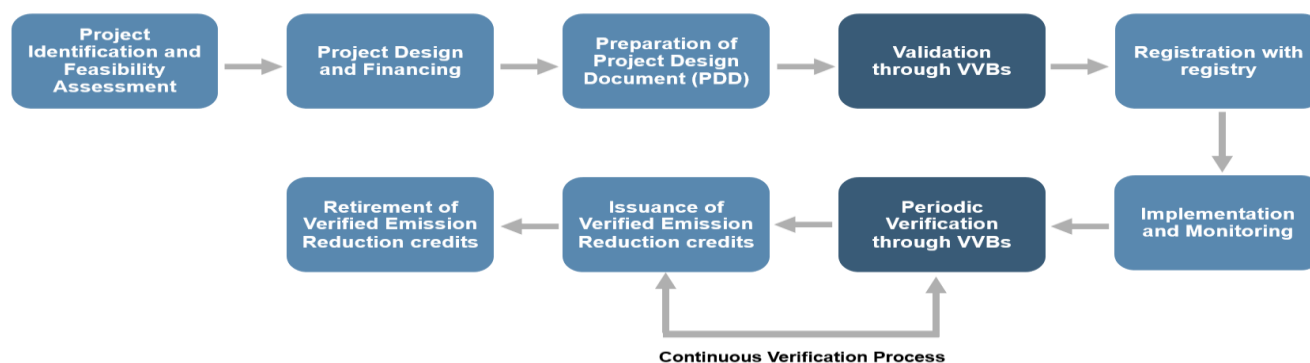 Project
Identification and
Feasibility
Assessment
Project Design
and Financing
Preparation of
Project Design
Document (PDD)
Validation
through VVBs
Registration with
registry
Retirement of
Verified Emission
Reduction credits
Issuance of
Verified Emission
Reduction credits
Periodic
Verification
through VVBs
Implementation
and Monitoring
Continuous Verification Process